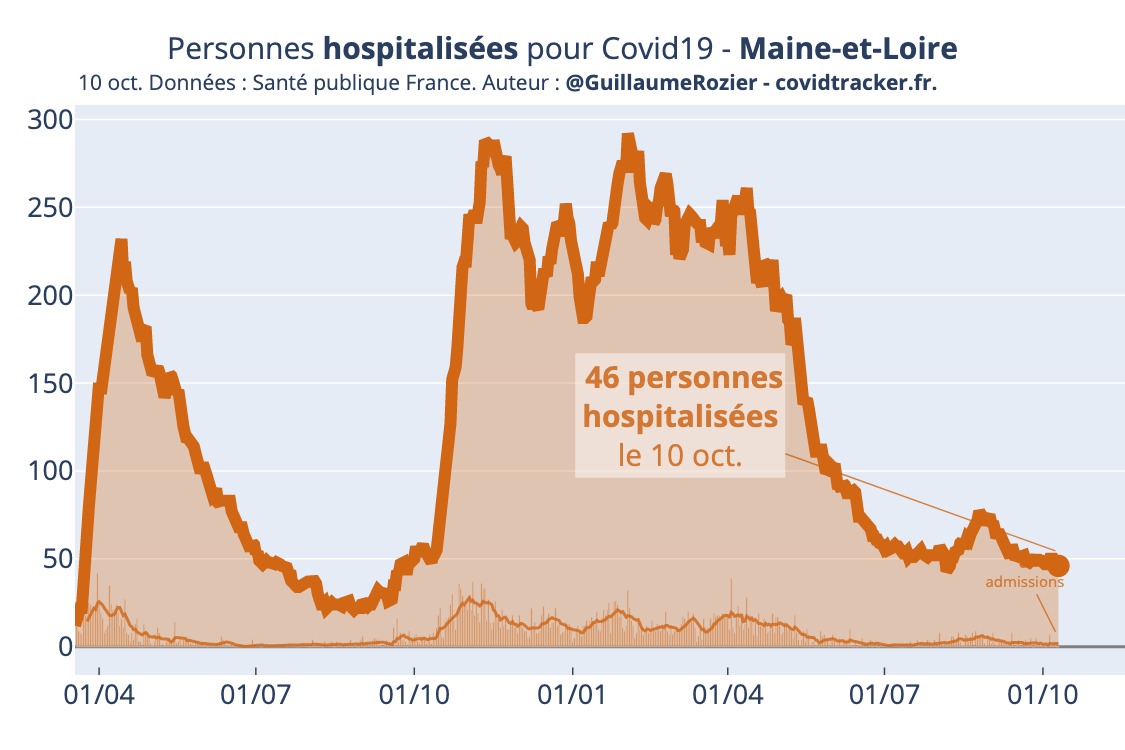 Personnes hospitalisées pour Covid19 - Maine-et-Loire
10 oct. Données : Santé publique France. Auteur : @GuillaumeRozier - covidtracker.fr.
300
250
200
150
100
50
0
46 personnes
hospitalisées
le 10 oct.
admissions
01/04 01/07 01/10 01/01 01/04 01/07 01/10